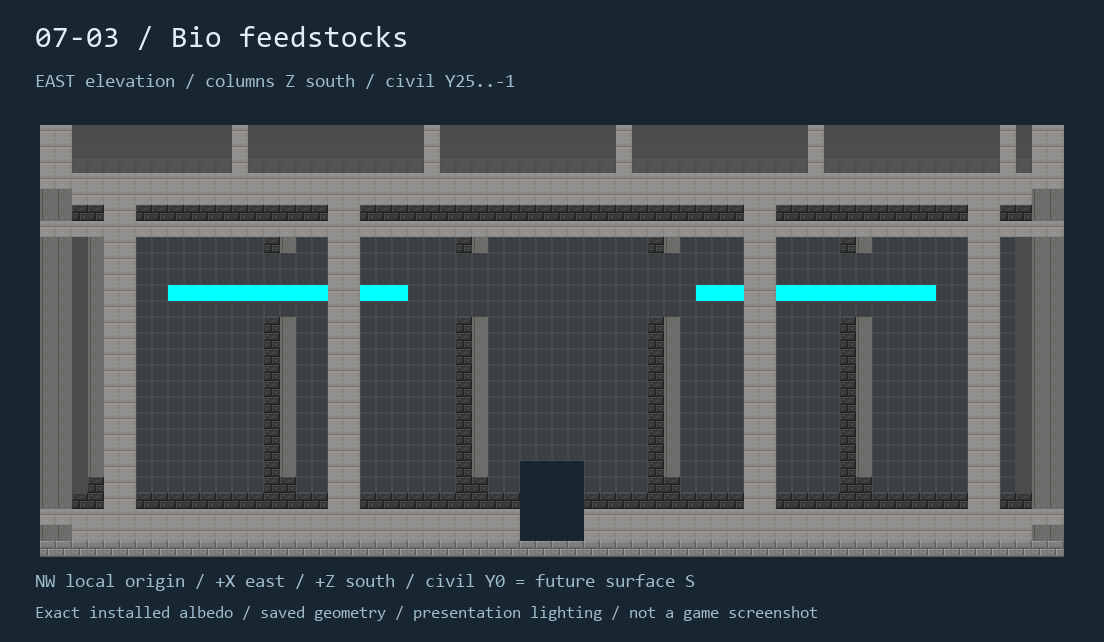 07-03 / Bio feedstocks
EAST elevation / columns Z south / civil Y25..-1
NW local origin / +X east / +Z south / civil Y0 = future surface S
Exact installed albedo / saved geometry / presentation lighting / not a game screenshot